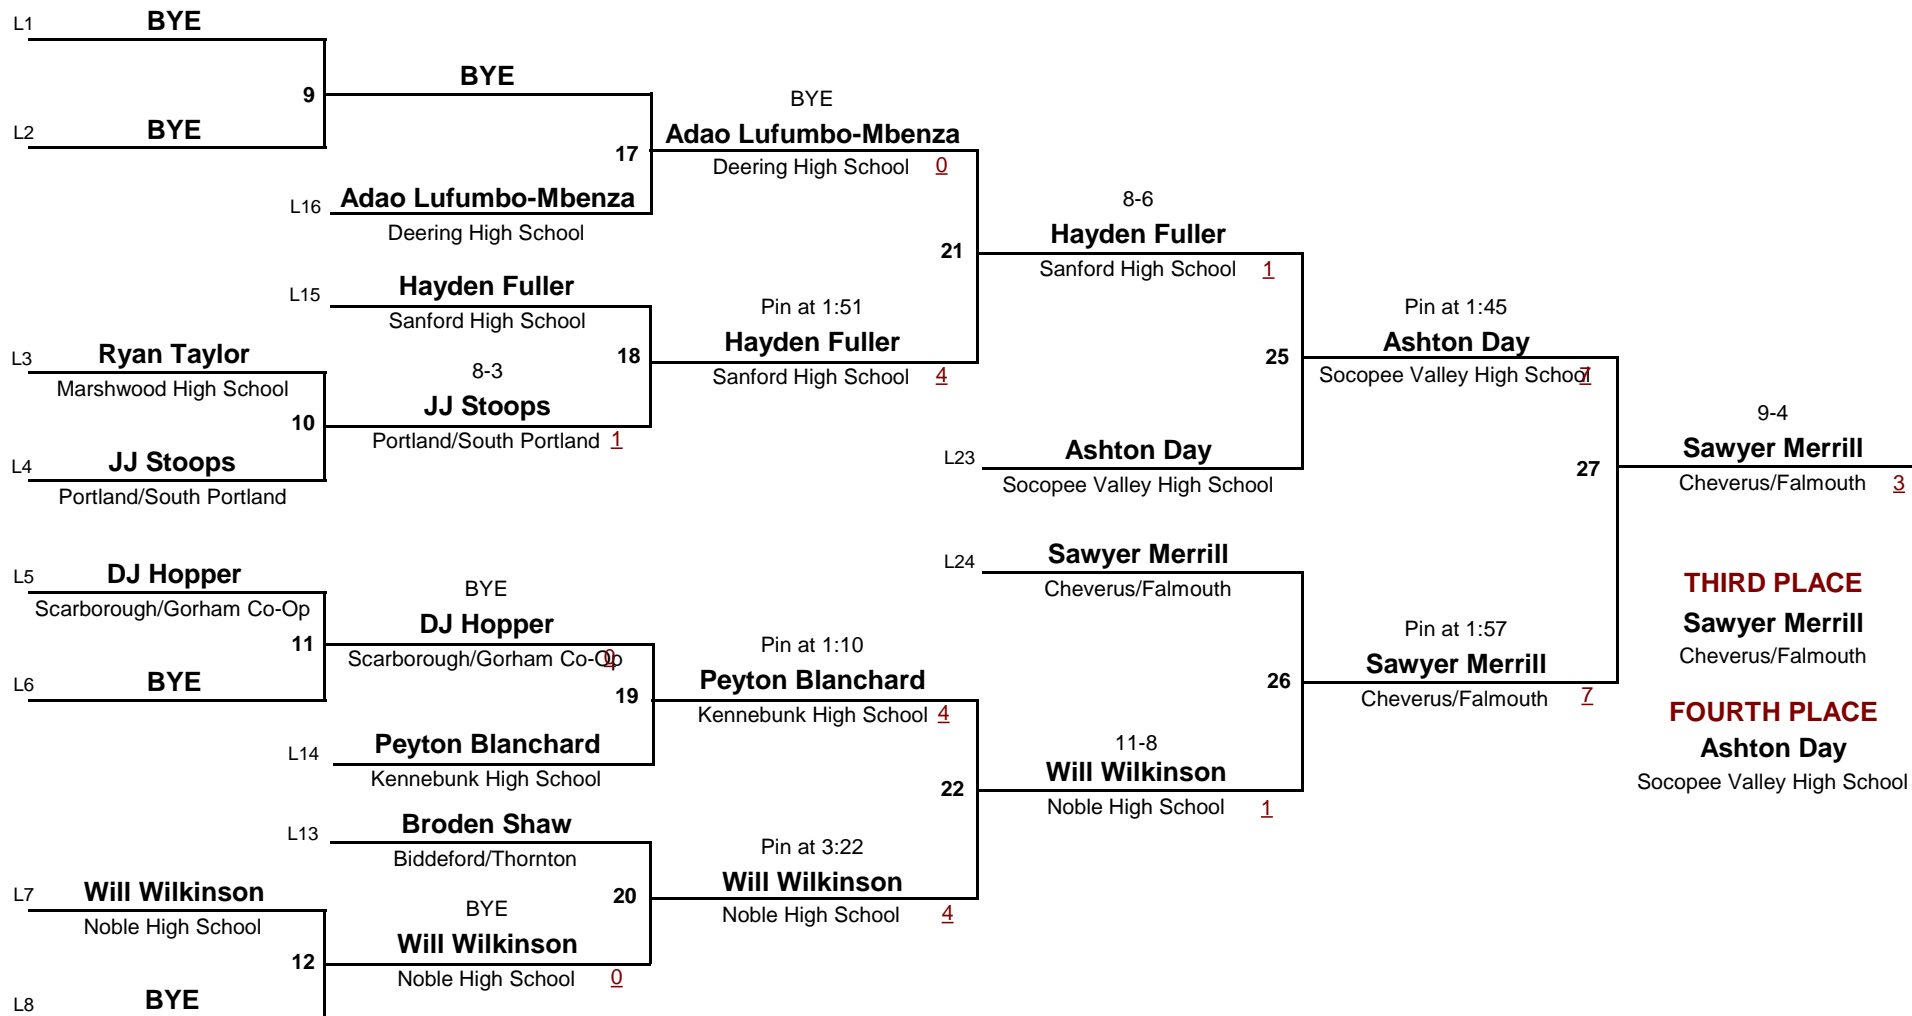 L1 BYE
9
BYE
L2 BYE
17
BYE
Adao Lufumbo-Mbenza
Deering High School 0
L16 Adao Lufumbo-Mbenza
Deering High School
21
8-6
Hayden Fuller
Sanford High School 1
L15 Hayden Fuller
Sanford High School
18
Pin at 1:51
Hayden Fuller
Sanford High School 4
L3 Ryan Taylor
Marshwood High School
10
8-3
JJ Stoops
Portland/South Portland 1
L4 JJ Stoops
Portland/South Portland
25
Pin at 1:45
Ashton Day
Socopee Valley High School 7
L23 Ashton Day
Socopee Valley High School
27
9-4
Sawyer Merrill
Cheverus/Falmouth 3
L5 DJ Hopper
Scarborough/Gorham Co-Op
11
BYE
DJ Hopper
Scarborough/Gorham Co-Op 0
L6 BYE
19
Pin at 1:10
Peyton Blanchard
Kennebunk High School 4
L14 Peyton Blanchard
Kennebunk High School
L24 Sawyer Merrill
Cheverus/Falmouth
26
Pin at 1:57
Sawyer Merrill
Cheverus/Falmouth 7
22
11-8
Will Wilkinson
Noble High School 1
L13 Broden Shaw
Biddeford/Thornton
20
Pin at 3:22
Will Wilkinson
Noble High School 4
L7 Will Wilkinson
Noble High School
12
BYE
Will Wilkinson
Noble High School 0
L8 BYE
THIRD PLACE
Sawyer Merrill
Cheverus/Falmouth
FOURTH PLACE
Ashton Day
Socopee Valley High School